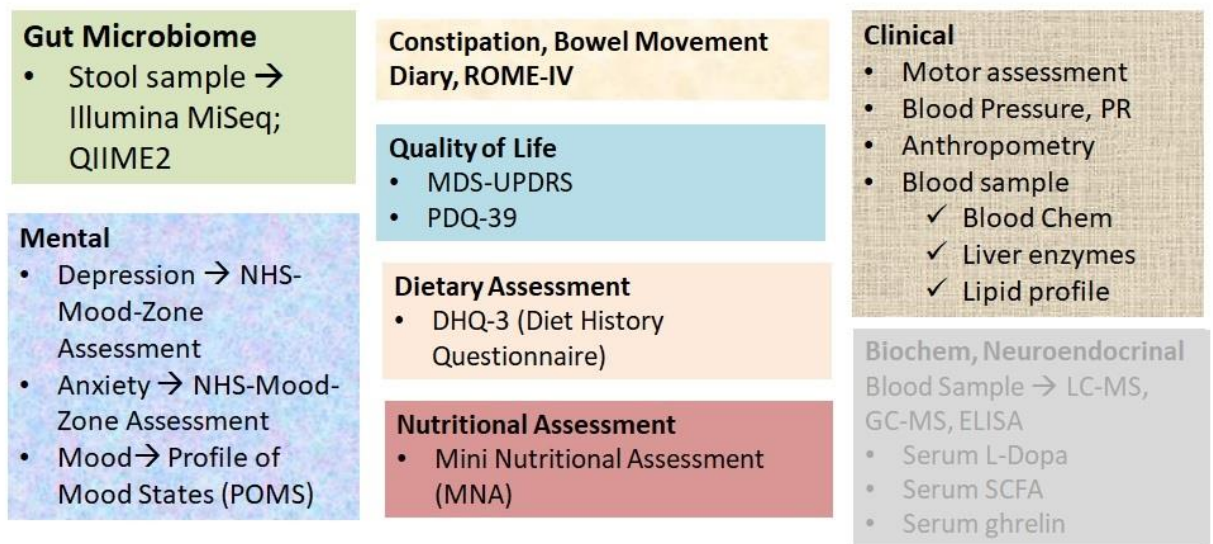 Gut Microbiome
• Stool sample →
Illumina MiSeq;
QIIME2
Mental
• Depression → NHS-
Mood-Zone
Assessment
• Anxiety → NHS-Mood-
Zone Assessment
• Mood → Profile of
Mood States (POMS)
Constipation, Bowel Movement
Diary, ROME-IV
Quality of Life
• MDS-UPDRS
• PDQ-39
Dietary Assessment
• DHQ-3 (Diet History
Questionnaire)
Nutritional Assessment
• Mini Nutritional Assessment
(MNA)
Clinical
• Motor assessment
• Blood Pressure, PR
• Anthropometry
• Blood sample
✓ Blood Chem
✓ Liver enzymes
✓ Lipid profile
Biochem, Neuroendocrinal
Blood Sample → LC-MS,
GC-MS, ELISA
• Serum L-Dopa
• Serum SCFA
• Serum ghrelin